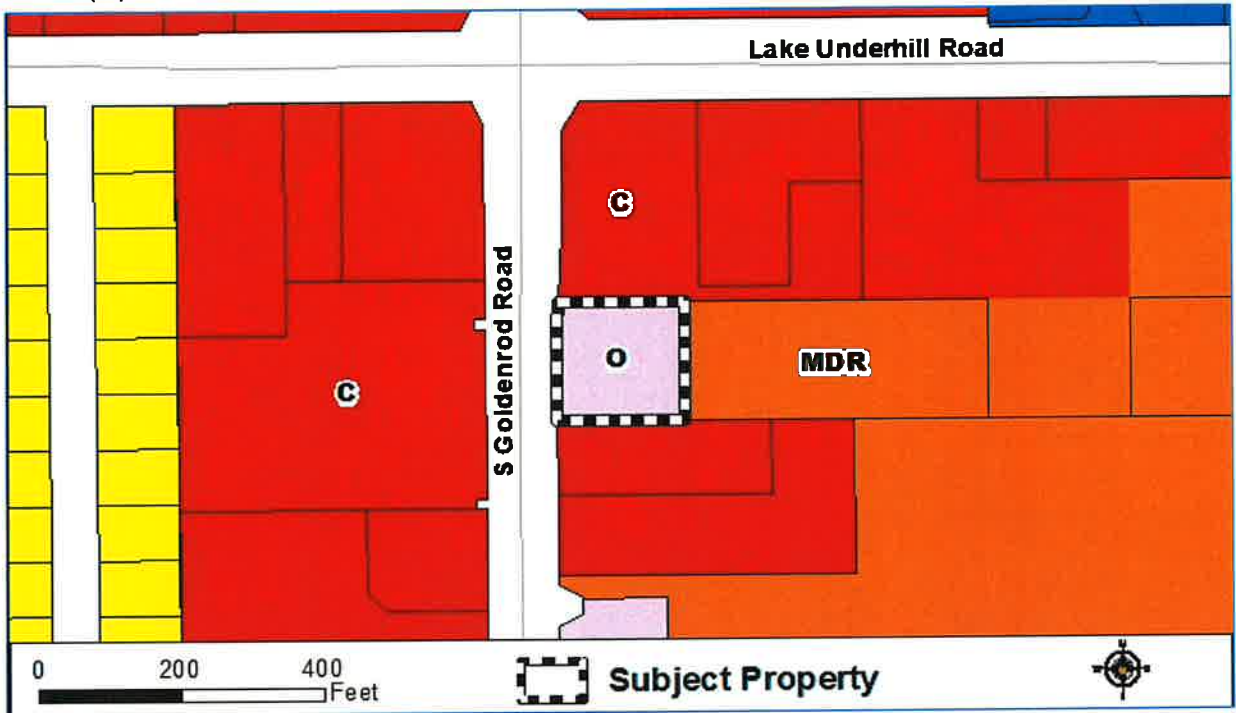 Lake Underhill Road
C
S Goldenrod Road
O
MDR
C
0 200 400
Feet
Subject Property